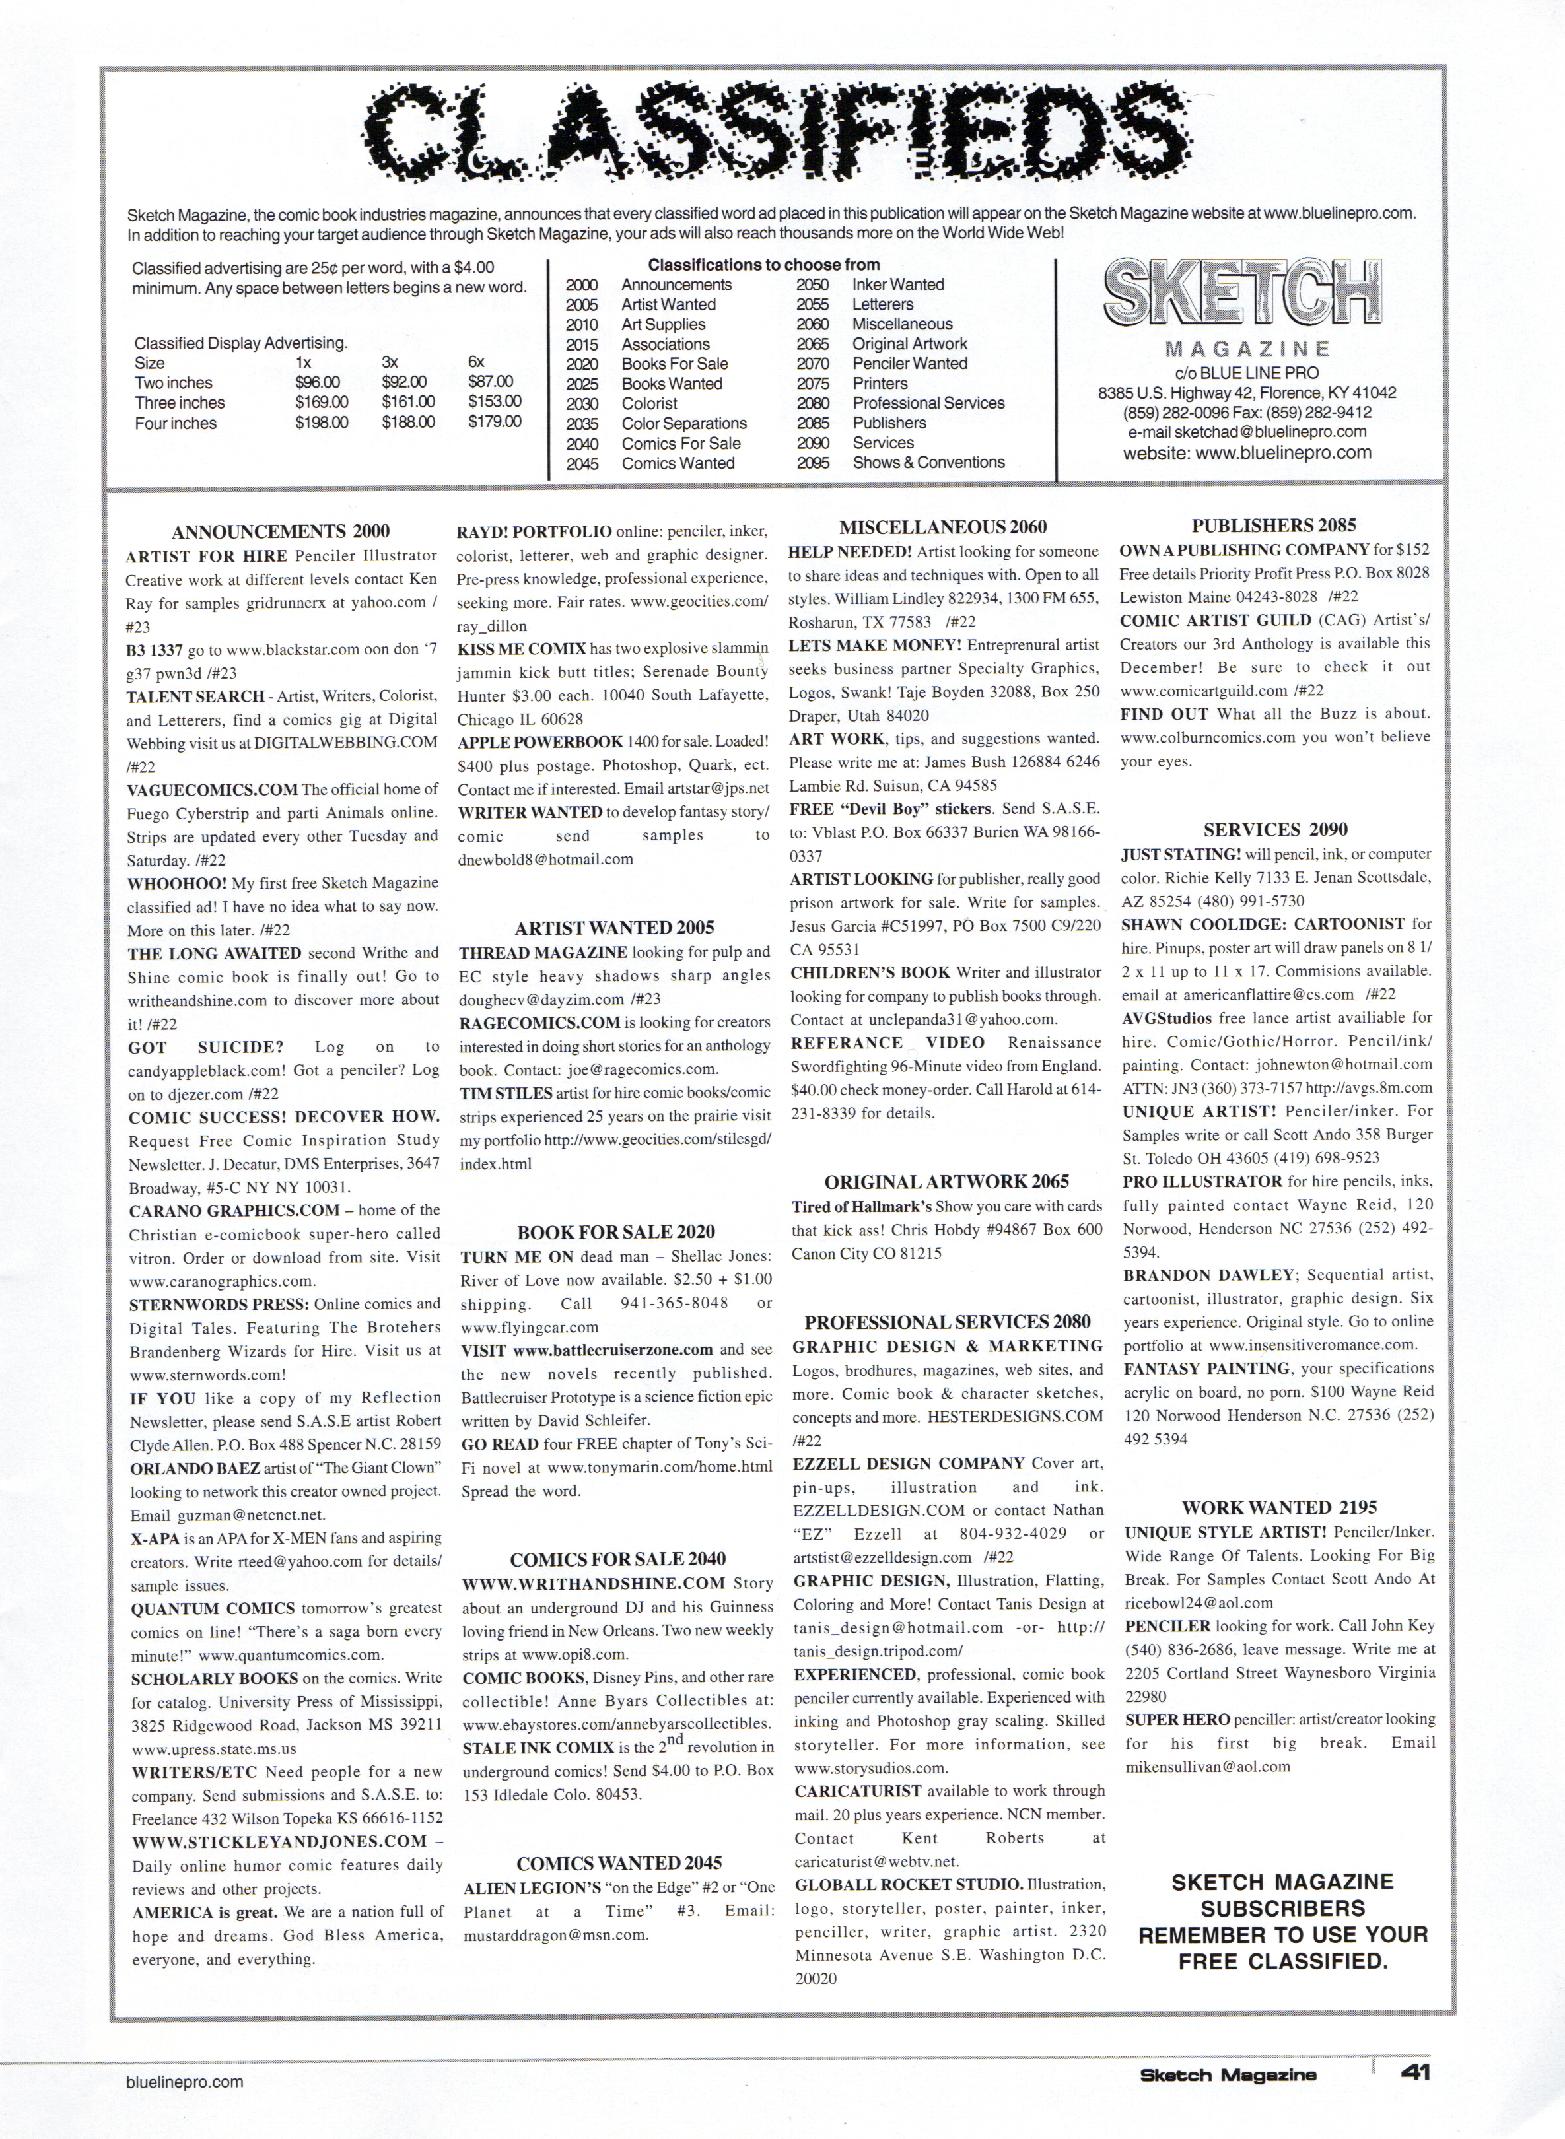 CLASSIFIEDS
CLASSIFIEDS
Sketch Magazine, the comic book industries magazine, announces that every classified word ad placed in this publication will appear on the Sketch Magazine website at www.bluelinepro.com.
In addition to reaching your target audience through Sketch Magazine, your ads will also reach thousands more on the World Wide Web!
Classified advertising are 25¢ per word, with a $4.00
minimum. Any space between letters begins a new word.
Classified Display Advertising.
Size 1x 3x 6x
Two inches $96.00 $92.00 $87.00
Three inches $169.00 $161.00 $153.00
Four inches $198.00 $188.00 $179.00
Classifications to choose from
2000 Announcements 2050 Inker Wanted
2005 Artist Wanted 2055 Letterers
2010 Art Supplies 2060 Miscellaneous
2015 Associations 2065 Original Artwork
2020 Books For Sale 2070 Penciler Wanted
2025 Books Wanted 2075 Printers
2030 Colorist 2080 Professional Services
2035 Color Separations 2085 Publishers
2040 Comics For Sale 2090 Services
2045 Comics Wanted 2095 Shows & Conventions
SKETCH
MAGAZINE
c/o BLUE LINE PRO
8385 U.S. Highway 42, Florence, KY 41042
(859) 282-0096 Fax: (859) 282-9412
e-mail sketchad@bluelinepro.com
website: www.bluelinepro.com
ANNOUNCEMENTS 2000
ARTIST FOR HIRE Penciler Illustrator
Creative work at different levels contact Ken
Ray for samples gridrunnerx at yahoo.com /
#23
B3 1337 go to www.blackstar.com oon don '7
g37 pwn3d /#23
TALENT SEARCH - Artist, Writers, Colorist,
and Letterers, find a comics gig at Digital
Webbing visit us at DIGITALWEBBING.COM
/#22
VAGUECOMICS.COM The official home of
Fuego Cyberstrip and parti Animals online.
Strips are updated every other Tuesday and
Saturday. /#22
WHOOHOO! My first free Sketch Magazine
classified ad! I have no idea what to say now.
More on this later. /#22
THE LONG AWAITED second Writhe and
Shine comic book is finally out! Go to
writheandshine.com to discover more about
it! /#22
GOT SUICIDE? Log on to
candyappleblack.com! Got a penciler? Log
on to djezer.com /#22
COMIC SUCCESS! DECOVER HOW.
Request Free Comic Inspiration Study
Newsletter. J. Decatur, DMS Enterprises, 3647
Broadway, #5-C NY NY 10031.
CARANO GRAPHICS.COM – home of the
Christian e-comicbook super-hero called
vitron. Order or download from site. Visit
www.caranographics.com.
STERNWORDS PRESS: Online comics and
Digital Tales. Featuring The Brotehers
Brandenberg Wizards for Hire. Visit us at
www.sternwords.com!
IF YOU like a copy of my Reflection
Newsletter, please send S.A.S.E artist Robert
Clyde Allen. P.O. Box 488 Spencer N.C. 28159
ORLANDO BAEZ artist of "The Giant Clown"
looking to network this creator owned project.
Email guzman@netcnct.net.
X-APA is an APA for X-MEN fans and aspiring
creators. Write rteed@yahoo.com for details/
sample issues.
QUANTUM COMICS tomorrow's greatest
comics on line! "There's a saga born every
minute!" www.quantumcomics.com.
SCHOLARLY BOOKS on the comics. Write
for catalog. University Press of Mississippi,
3825 Ridgewood Road, Jackson MS 39211
www.upress.state.ms.us
WRITERS/ETC Need people for a new
company. Send submissions and S.A.S.E. to:
Freelance 432 Wilson Topeka KS 66616-1152
WWW.STICKLEYANDJONES.COM –
Daily online humor comic features daily
reviews and other projects.
AMERICA is great. We are a nation full of
hope and dreams. God Bless America,
everyone, and everything.
RAYD! PORTFOLIO online: penciler, inker,
colorist, letterer, web and graphic designer.
Pre-press knowledge, professional experience,
seeking more. Fair rates. www.geocities.com/
ray_dillon
KISS ME COMIX has two explosive slammin
jammin kick butt titles; Serenade Bounty
Hunter $3.00 each. 10040 South Lafayette,
Chicago IL 60628
APPLE POWERBOOK 1400 for sale. Loaded!
$400 plus postage. Photoshop, Quark, ect.
Contact me if interested. Email artstar@jps.net
WRITER WANTED to develop fantasy story/
comic send samples to
dnewbold8@hotmail.com
ARTIST WANTED 2005
THREAD MAGAZINE looking for pulp and
EC style heavy shadows sharp angles
doughecv@dayzim.com /#23
RAGECOMICS.COM is looking for creators
interested in doing short stories for an anthology
book. Contact: joe@ragecomics.com.
TIM STILES artist for hire comic books/comic
strips experienced 25 years on the prairie visit
my portfolio http://www.geocities.com/stilesgd/
index.html
BOOK FOR SALE 2020
TURN ME ON dead man – Shellac Jones:
River of Love now available. $2.50 + $1.00
shipping. Call 941-365-8048 or
www.flyingcar.com
VISIT www.battlecruiserzone.com and see
the new novels recently published.
Battlecruiser Prototype is a science fiction epic
written by David Schleifer.
GO READ four FREE chapter of Tony's Sci-
Fi novel at www.tonymarin.com/home.html
Spread the word.
COMICS FOR SALE 2040
WWW.WRITHANDSHINE.COM Story
about an underground DJ and his Guinness
loving friend in New Orleans. Two new weekly
strips at www.opi8.com.
COMIC BOOKS, Disney Pins, and other rare
collectible! Anne Byars Collectibles at:
www.ebaystores.com/annebyarscollectibles.
STALE INK COMIX is the 2nd revolution in
underground comics! Send $4.00 to P.O. Box
153 Idledale Colo. 80453.
COMICS WANTED 2045
ALIEN LEGION'S "on the Edge" #2 or "One
Planet at a Time" #3. Email:
mustarddragon@msn.com.
MISCELLANEOUS 2060
HELP NEEDED! Artist looking for someone
to share ideas and techniques with. Open to all
styles. William Lindley 822934, 1300 FM 655,
Rosharun, TX 77583 /#22
LETS MAKE MONEY! Entreprenural artist
seeks business partner Specialty Graphics,
Logos, Swank! Taje Boyden 32088, Box 250
Draper, Utah 84020
ART WORK, tips, and suggestions wanted.
Please write me at: James Bush 126884 6246
Lambie Rd. Suisun, CA 94585
FREE "Devil Boy" stickers. Send S.A.S.E.
to: Vblast P.O. Box 66337 Burien WA 98166-
0337
ARTIST LOOKING for publisher, really good
prison artwork for sale. Write for samples.
Jesus Garcia #C51997, PO Box 7500 C9/220
CA 95531
CHILDREN'S BOOK Writer and illustrator
looking for company to publish books through.
Contact at unclepanda31@yahoo.com.
REFERANCE VIDEO Renaissance
Swordfighting 96-Minute video from England.
$40.00 check money-order. Call Harold at 614-
231-8339 for details.
ORIGINAL ARTWORK 2065
Tired of Hallmark's Show you care with cards
that kick ass! Chris Hobdy #94867 Box 600
Canon City CO 81215
PROFESSIONAL SERVICES 2080
GRAPHIC DESIGN & MARKETING
Logos, brodhures, magazines, web sites, and
more. Comic book & character sketches,
concepts and more. HESTERDESIGNS.COM
/#22
EZZELL DESIGN COMPANY Cover art,
pin-ups, illustration and ink.
EZZELLDESIGN.COM or contact Nathan
"EZ" Ezzell at 804-932-4029 or
artstist@ezzelldesign.com /#22
GRAPHIC DESIGN, Illustration, Flatting,
Coloring and More! Contact Tanis Design at
tanis_design@hotmail.com -or- http://
tanis_design.tripod.com/
EXPERIENCED, professional, comic book
penciler currently available. Experienced with
inking and Photoshop gray scaling. Skilled
storyteller. For more information, see
www.storysudios.com.
CARICATURIST available to work through
mail. 20 plus years experience. NCN member.
Contact Kent Roberts at
caricaturist@webtv.net.
GLOBALL ROCKET STUDIO. Illustration,
logo, storyteller, poster, painter, inker,
penciller, writer, graphic artist. 2320
Minnesota Avenue S.E. Washington D.C.
20020
PUBLISHERS 2085
OWN A PUBLISHING COMPANY for $152
Free details Priority Profit Press P.O. Box 8028
Lewiston Maine 04243-8028 /#22
COMIC ARTIST GUILD (CAG) Artist's/
Creators our 3rd Anthology is available this
December! Be sure to check it out
www.comicartguild.com /#22
FIND OUT What all the Buzz is about.
www.colburncomics.com you won't believe
your eyes.
SERVICES 2090
JUST STATING! will pencil, ink, or computer
color. Richie Kelly 7133 E. Jenan Scottsdale,
AZ 85254 (480) 991-5730
SHAWN COOLIDGE: CARTOONIST for
hire. Pinups, poster art will draw panels on 8 1/
2 x 11 up to 11 x 17. Commisions available.
email at americanflattire@cs.com /#22
AVGStudios free lance artist availiable for
hire. Comic/Gothic/Horror. Pencil/ink/
painting. Contact: johnewton@hotmail.com
ATTN: JN3 (360) 373-7157 http://avgs.8m.com
UNIQUE ARTIST! Penciler/inker. For
Samples write or call Scott Ando 358 Burger
St. Toledo OH 43605 (419) 698-9523
PRO ILLUSTRATOR for hire pencils, inks,
fully painted contact Wayne Reid, 120
Norwood, Henderson NC 27536 (252) 492-
5394.
BRANDON DAWLEY; Sequential artist,
cartoonist, illustrator, graphic design. Six
years experience. Original style. Go to online
portfolio at www.insensitiveromance.com.
FANTASY PAINTING, your specifications
acrylic on board, no porn. $100 Wayne Reid
120 Norwood Henderson N.C. 27536 (252)
492 5394
WORK WANTED 2195
UNIQUE STYLE ARTIST! Penciler/Inker.
Wide Range Of Talents. Looking For Big
Break. For Samples Contact Scott Ando At
ricebowl24@aol.com
PENCILER looking for work. Call John Key
(540) 836-2686, leave message. Write me at
2205 Cortland Street Waynesboro Virginia
22980
SUPER HERO penciller: artist/creator looking
for his first big break. Email
mikensullivan@aol.com
SKETCH MAGAZINE
SUBSCRIBERS
REMEMBER TO USE YOUR
FREE CLASSIFIED.
bluelinepro.com
Sketch Magazine 41